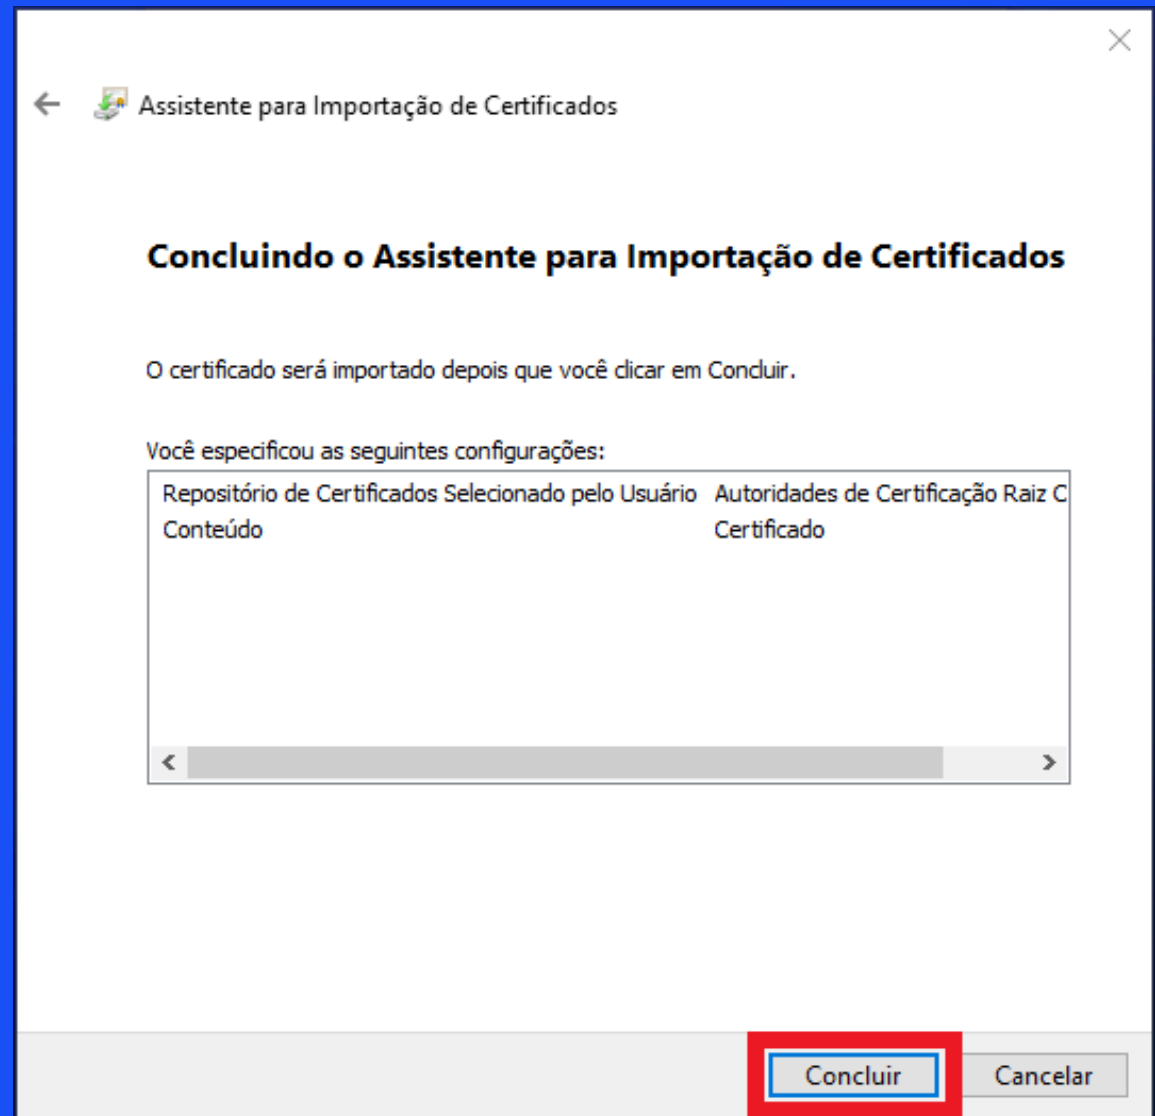 Assistente para Importação de Certificados
Concluindo o Assistente para Importação de Certificados
O certificado será importado depois que você clicar em Concluir.
Você especificou as seguintes configurações:
Repositório de Certificados Selecionado pelo Usuário Autoridades de Certificação Raiz C
Conteúdo Certificado
Concluir Cancelar